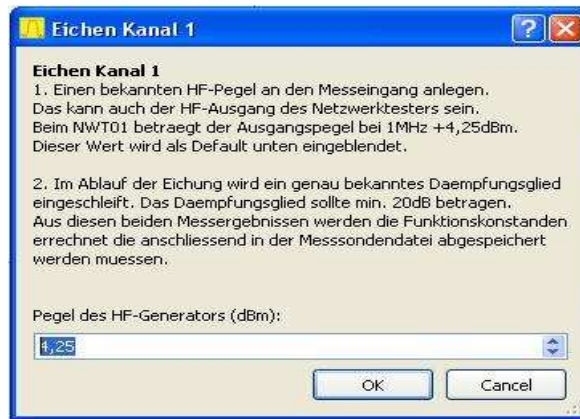 Eichen Kanal 1
Eichen Kanal 1
1. Einen bekannten HF-Pegel an den Messeingang anlegen.
Das kann auch der HF-Ausgang des Netzwerktesters sein.
Beim NWT01 betraegt der Ausgangspegel bei 1MHz +4,25dBm.
Dieser Wert wird als Default unten eingeblendet.
2. Im Ablauf der Eichung wird ein genau bekanntes Daempfungsglied
eingeschleift. Das Daempfungsglied sollte min. 20dB betragen.
Aus diesen beiden Messergebnissen werden die Funktionskonstanden
errechnet die anschliessend in der Messsondendatei abgespeichert
werden muessen.
Pegel des HF-Generators (dBm):
4,25
OK Cancel